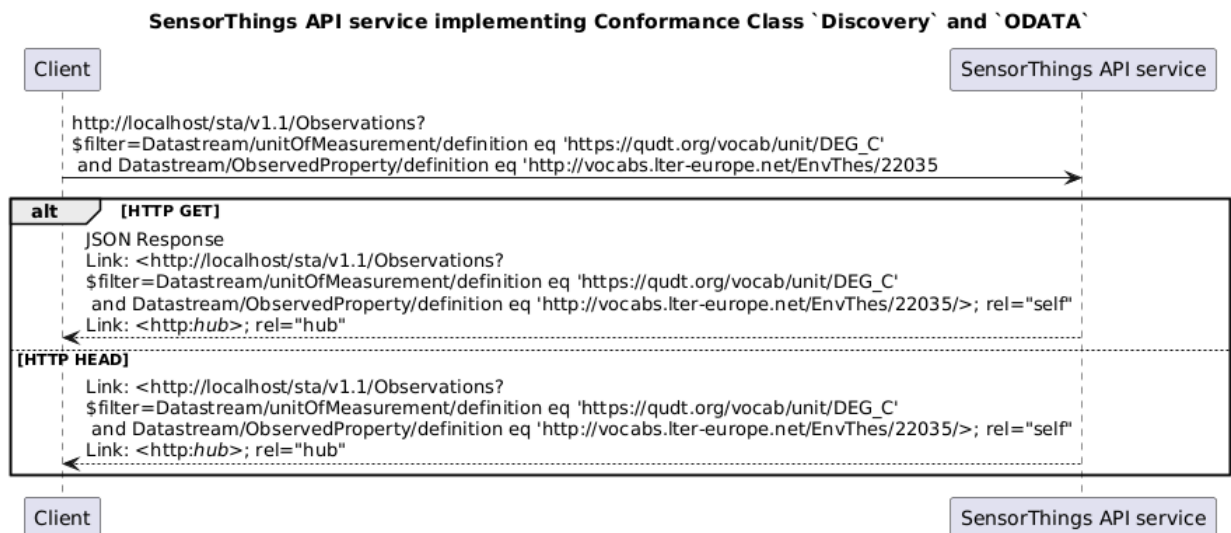 SensorThings API service implementing Conformance Class `Discovery` and `ODATA`
Client
SensorThings API service
http://localhost/sta/v1.1/Observations?
$filter=Datastream/unitOfMeasurement/definition eq 'https://qudt.org/vocab/unit/DEG_C'
and Datastream/ObservedProperty/definition eq 'http://vocabs.lter-europe.net/EnvThes/22035
alt [HTTP GET]
JSON Response
Link: <http://localhost/sta/v1.1/Observations?
$filter=Datastream/unitOfMeasurement/definition eq 'https://qudt.org/vocab/unit/DEG_C'
and Datastream/ObservedProperty/definition eq 'http://vocabs.lter-europe.net/EnvThes/22035/>; rel="self"
Link: <http:hub>; rel="hub"
[HTTP HEAD]
Link: <http://localhost/sta/v1.1/Observations?
$filter=Datastream/unitOfMeasurement/definition eq 'https://qudt.org/vocab/unit/DEG_C'
and Datastream/ObservedProperty/definition eq 'http://vocabs.lter-europe.net/EnvThes/22035/>; rel="self"
Link: <http:hub>; rel="hub"
Client
SensorThings API service